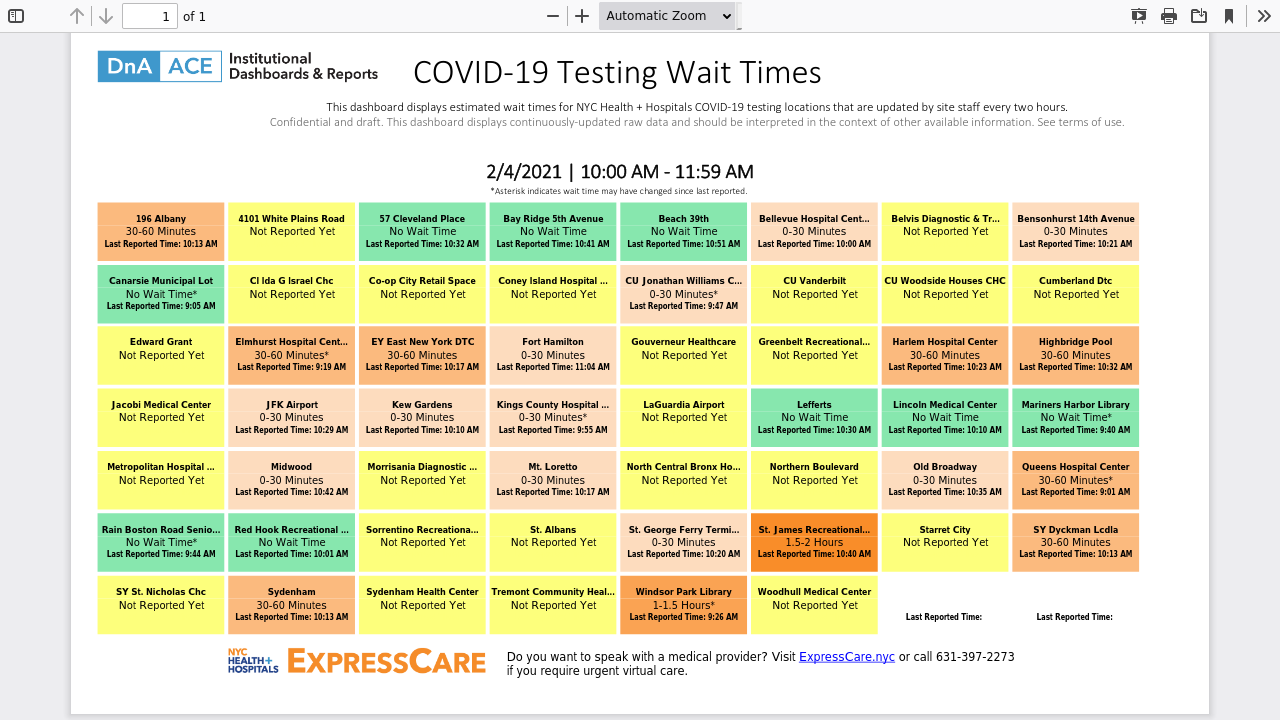 1 of 1 Automatic Zoom
DnA ACE Institutional Dashboards & Reports
COVID-19 Testing Wait Times
This dashboard displays estimated wait times for NYC Health + Hospitals COVID-19 testing locations that are updated by site staff every two hours.
Confidential and draft. This dashboard displays continuously-updated raw data and should be interpreted in the context of other available information. See terms of use.
2/4/2021 | 10:00 AM - 11:59 AM
*Asterisk indicates wait time may have changed since last reported.
196 Albany
30-60 Minutes
Last Reported Time: 10:13 AM
4101 White Plains Road
Not Reported Yet
57 Cleveland Place
No Wait Time
Last Reported Time: 10:32 AM
Bay Ridge 5th Avenue
No Wait Time
Last Reported Time: 10:41 AM
Beach 39th
No Wait Time
Last Reported Time: 10:51 AM
Bellevue Hospital Cent...
0-30 Minutes
Last Reported Time: 10:00 AM
Belvis Diagnostic & Tr...
Not Reported Yet
Bensonhurst 14th Avenue
0-30 Minutes
Last Reported Time: 10:21 AM
Canarsie Municipal Lot
No Wait Time*
Last Reported Time: 9:05 AM
CI Ida G Israel Chc
Not Reported Yet
Co-op City Retail Space
Not Reported Yet
Coney Island Hospital ...
Not Reported Yet
CU Jonathan Williams C...
0-30 Minutes*
Last Reported Time: 9:47 AM
CU Vanderbilt
Not Reported Yet
CU Woodside Houses CHC
Not Reported Yet
Cumberland Dtc
Not Reported Yet
Edward Grant
Not Reported Yet
Elmhurst Hospital Cent...
30-60 Minutes*
Last Reported Time: 9:19 AM
EY East New York DTC
30-60 Minutes
Last Reported Time: 10:17 AM
Fort Hamilton
0-30 Minutes
Last Reported Time: 11:04 AM
Gouverneur Healthcare
Not Reported Yet
Greenbelt Recreational...
Not Reported Yet
Harlem Hospital Center
30-60 Minutes
Last Reported Time: 10:23 AM
Highbridge Pool
30-60 Minutes
Last Reported Time: 10:32 AM
Jacobi Medical Center
Not Reported Yet
JFK Airport
0-30 Minutes
Last Reported Time: 10:29 AM
Kew Gardens
0-30 Minutes
Last Reported Time: 10:10 AM
Kings County Hospital ...
0-30 Minutes*
Last Reported Time: 9:55 AM
LaGuardia Airport
Not Reported Yet
Lefferts
No Wait Time
Last Reported Time: 10:30 AM
Lincoln Medical Center
No Wait Time
Last Reported Time: 10:10 AM
Mariners Harbor Library
No Wait Time*
Last Reported Time: 9:40 AM
Metropolitan Hospital ...
Not Reported Yet
Midwood
0-30 Minutes
Last Reported Time: 10:42 AM
Morrisania Diagnostic ...
Not Reported Yet
Mt. Loretto
0-30 Minutes
Last Reported Time: 10:17 AM
North Central Bronx Ho...
Not Reported Yet
Northern Boulevard
Not Reported Yet
Old Broadway
0-30 Minutes
Last Reported Time: 10:35 AM
Queens Hospital Center
30-60 Minutes*
Last Reported Time: 9:01 AM
Rain Boston Road Senio...
No Wait Time*
Last Reported Time: 9:44 AM
Red Hook Recreational ...
No Wait Time
Last Reported Time: 10:01 AM
Sorrentino Recreationa...
Not Reported Yet
St. Albans
Not Reported Yet
St. George Ferry Termi...
0-30 Minutes
Last Reported Time: 10:20 AM
St. James Recreational...
1.5-2 Hours
Last Reported Time: 10:40 AM
Starret City
Not Reported Yet
SY Dyckman Lcdla
30-60 Minutes
Last Reported Time: 10:13 AM
SY St. Nicholas Chc
Not Reported Yet
Sydenham
30-60 Minutes
Last Reported Time: 10:13 AM
Sydenham Health Center
Not Reported Yet
Tremont Community Heal...
Not Reported Yet
Windsor Park Library
1-1.5 Hours*
Last Reported Time: 9:26 AM
Woodhull Medical Center
Not Reported Yet
Last Reported Time:
Last Reported Time:
NYC
HEALTH+
HOSPITALS
EXPRESSCARE
Do you want to speak with a medical provider? Visit ExpressCare.nyc or call 631-397-2273
if you require urgent virtual care.